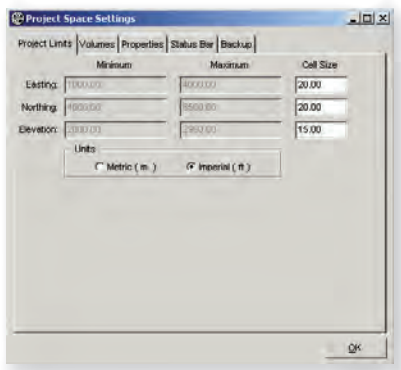 Project Space Settings
Project Limits Volumes Properties Status Bar Backup
Minimum Maximum Cell Size
Easting: 1000.00 4000.00 20.00
Northing: 4000.00 5500.00 20.00
Elevation: 2000.00 2950.00 15.00
Units
Metric ( m ) Imperial ( ft )
OK